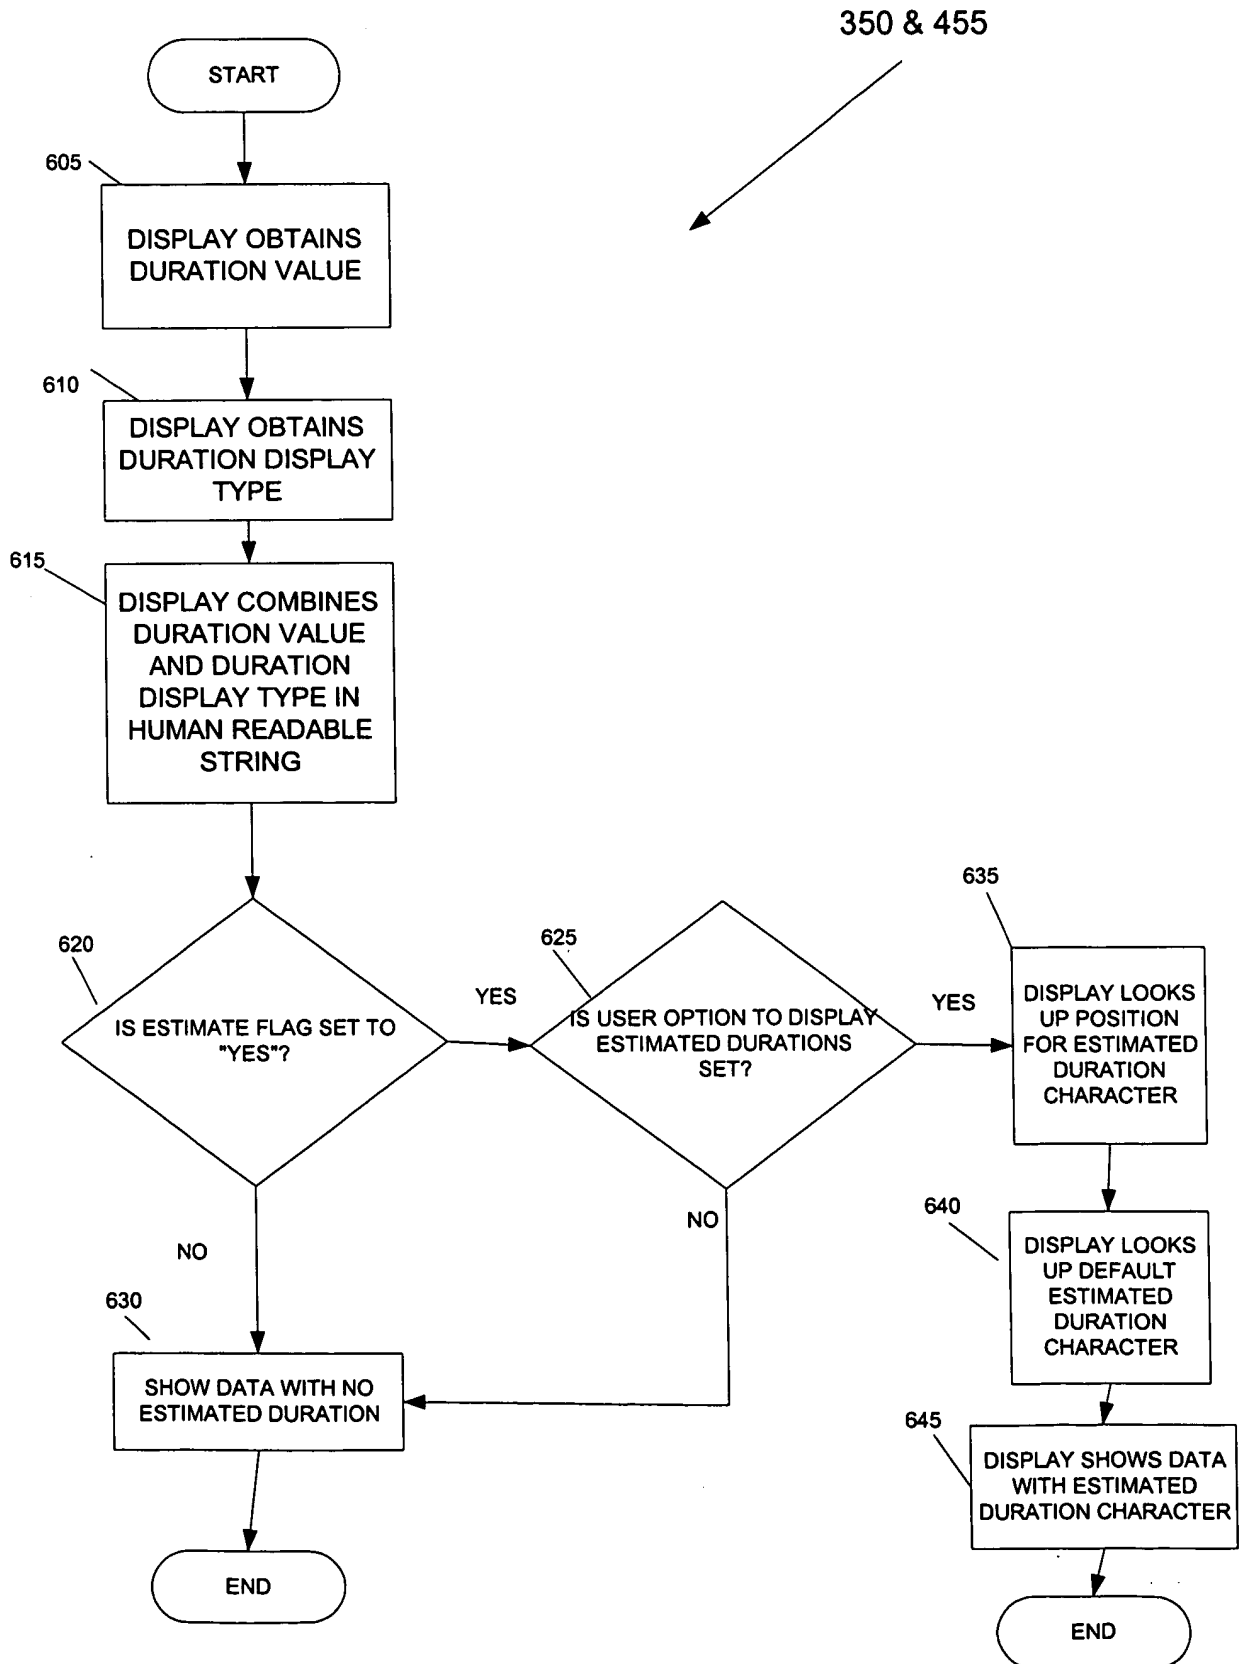 350 & 455
START
605
DISPLAY OBTAINS
DURATION VALUE
610
DISPLAY OBTAINS
DURATION DISPLAY
TYPE
615
DISPLAY COMBINES
DURATION VALUE
AND DURATION
DISPLAY TYPE IN
HUMAN READABLE
STRING
620
IS ESTIMATE FLAG SET TO
"YES"?
YES
625
IS USER OPTION TO DISPLAY
ESTIMATED DURATIONS
SET?
YES
635
DISPLAY LOOKS
UP POSITION
FOR ESTIMATED
DURATION
CHARACTER
NO
NO
630
SHOW DATA WITH NO
ESTIMATED DURATION
END
640
DISPLAY LOOKS
UP DEFAULT
ESTIMATED
DURATION
CHARACTER
645
DISPLAY SHOWS DATA
WITH ESTIMATED
DURATION CHARACTER
END